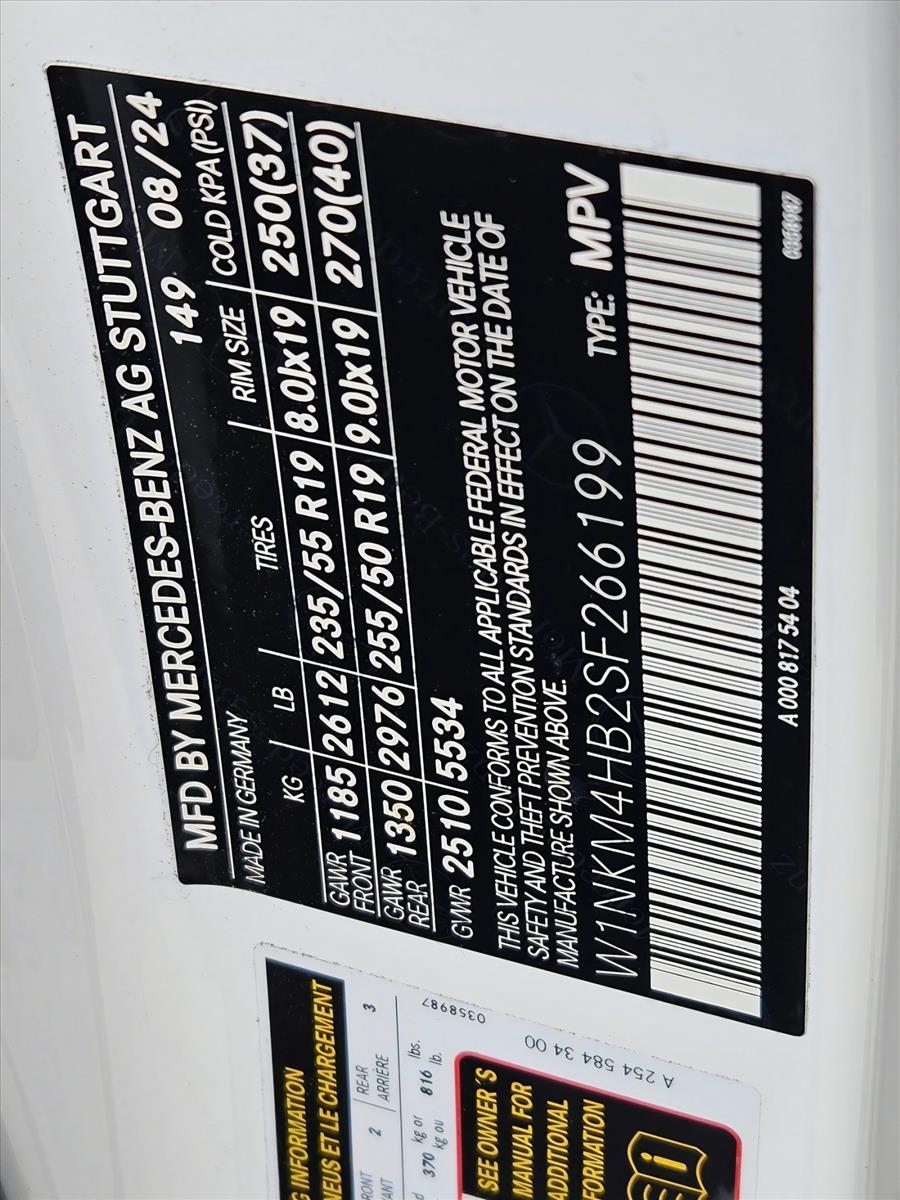 MFD BY MERCEDES-BENZ AG STUTTGART
MADE IN GERMANY 149 08/24
KG LB TIRES RIM SIZE COLD KPA(PSI)
GAWR FRONT 1185 2612 235/55 R19 8.0Jx19 250(37)
GAWR REAR 1350 2976 255/50 R19 9.0Jx19 270(40)
GVWR 2510 5534
THIS VEHICLE CONFORMS TO ALL APPLICABLE FEDERAL MOTOR VEHICLE
SAFETY AND THEFT PREVENTION STANDARDS IN EFFECT ON THE DATE OF
MANUFACTURE SHOWN ABOVE.
W1NKM4HB2SF266199 TYPE: MPV
A 000 817 54 04
INFORMATION
NEUS ET LE CHARGEMENT
2 REAR 3
ARRIÈRE
370 kg or 816 lbs.
kg ou lb.
0358987
SEE OWNER'S
MANUAL FOR
ADDITIONAL
FORMATION
A 254 584 34 00